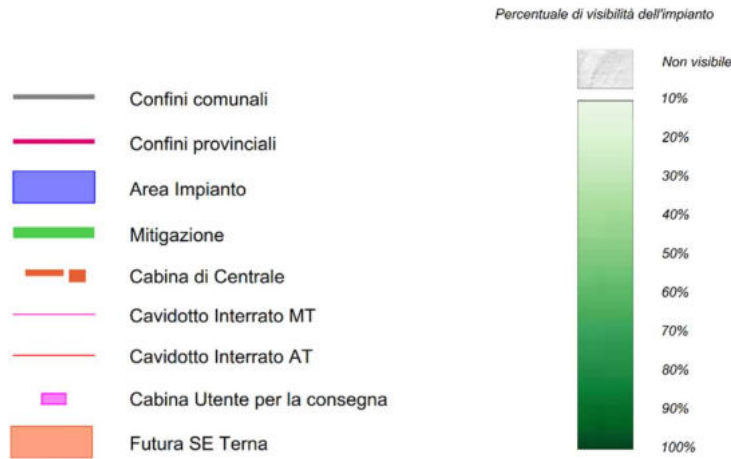 Percentuale di visibilità dell'impianto
Non visibile
Confini comunali
Confini provinciali
Area Impianto
Mitigazione
Cabina di Centrale
Cavidotto Interrato MT
Cavidotto Interrato AT
Cabina Utente per la consegna
Futura SE Terna
10%
20%
30%
40%
50%
60%
70%
80%
90%
100%